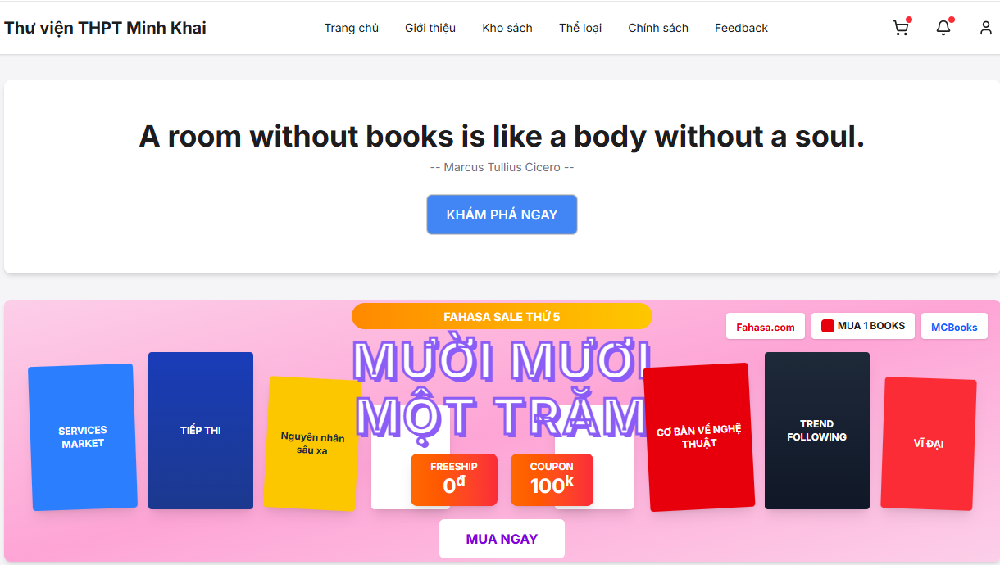 Thư viện THPT Minh Khai
Trang chủ
Giới thiệu
Kho sách
Thể loại
Chính sách
Feedback
A room without books is like a body without a soul.
-- Marcus Tullius Cicero --
KHÁM PHÁ NGAY
FAHASA SALE THỨ 5
Fahasa.com
MUA 1 BOOKS
MCBooks
MƯỜI MƯƠI
MỘT TRĂM
SERVICES
MARKET
TIẾP THI
Nguyên nhân
sâu xa
FREESHIP
0đ
COUPON
100k
CƠ BẢN VỀ NGHỆ
THUẬT
TREND
FOLLOWING
VĨ ĐẠI
MUA NGAY